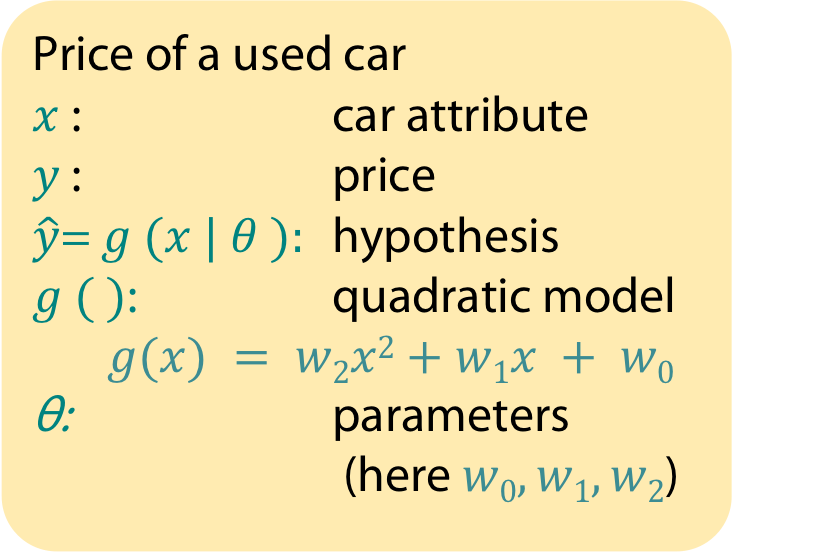 Price of a used car
x : car attribute
y : price
ŷ= g (x | θ ): hypothesis
g ( ): quadratic model
g(x) = w₂x² + w₁x + w₀
θ: parameters
(here w₀, w₁, w₂)